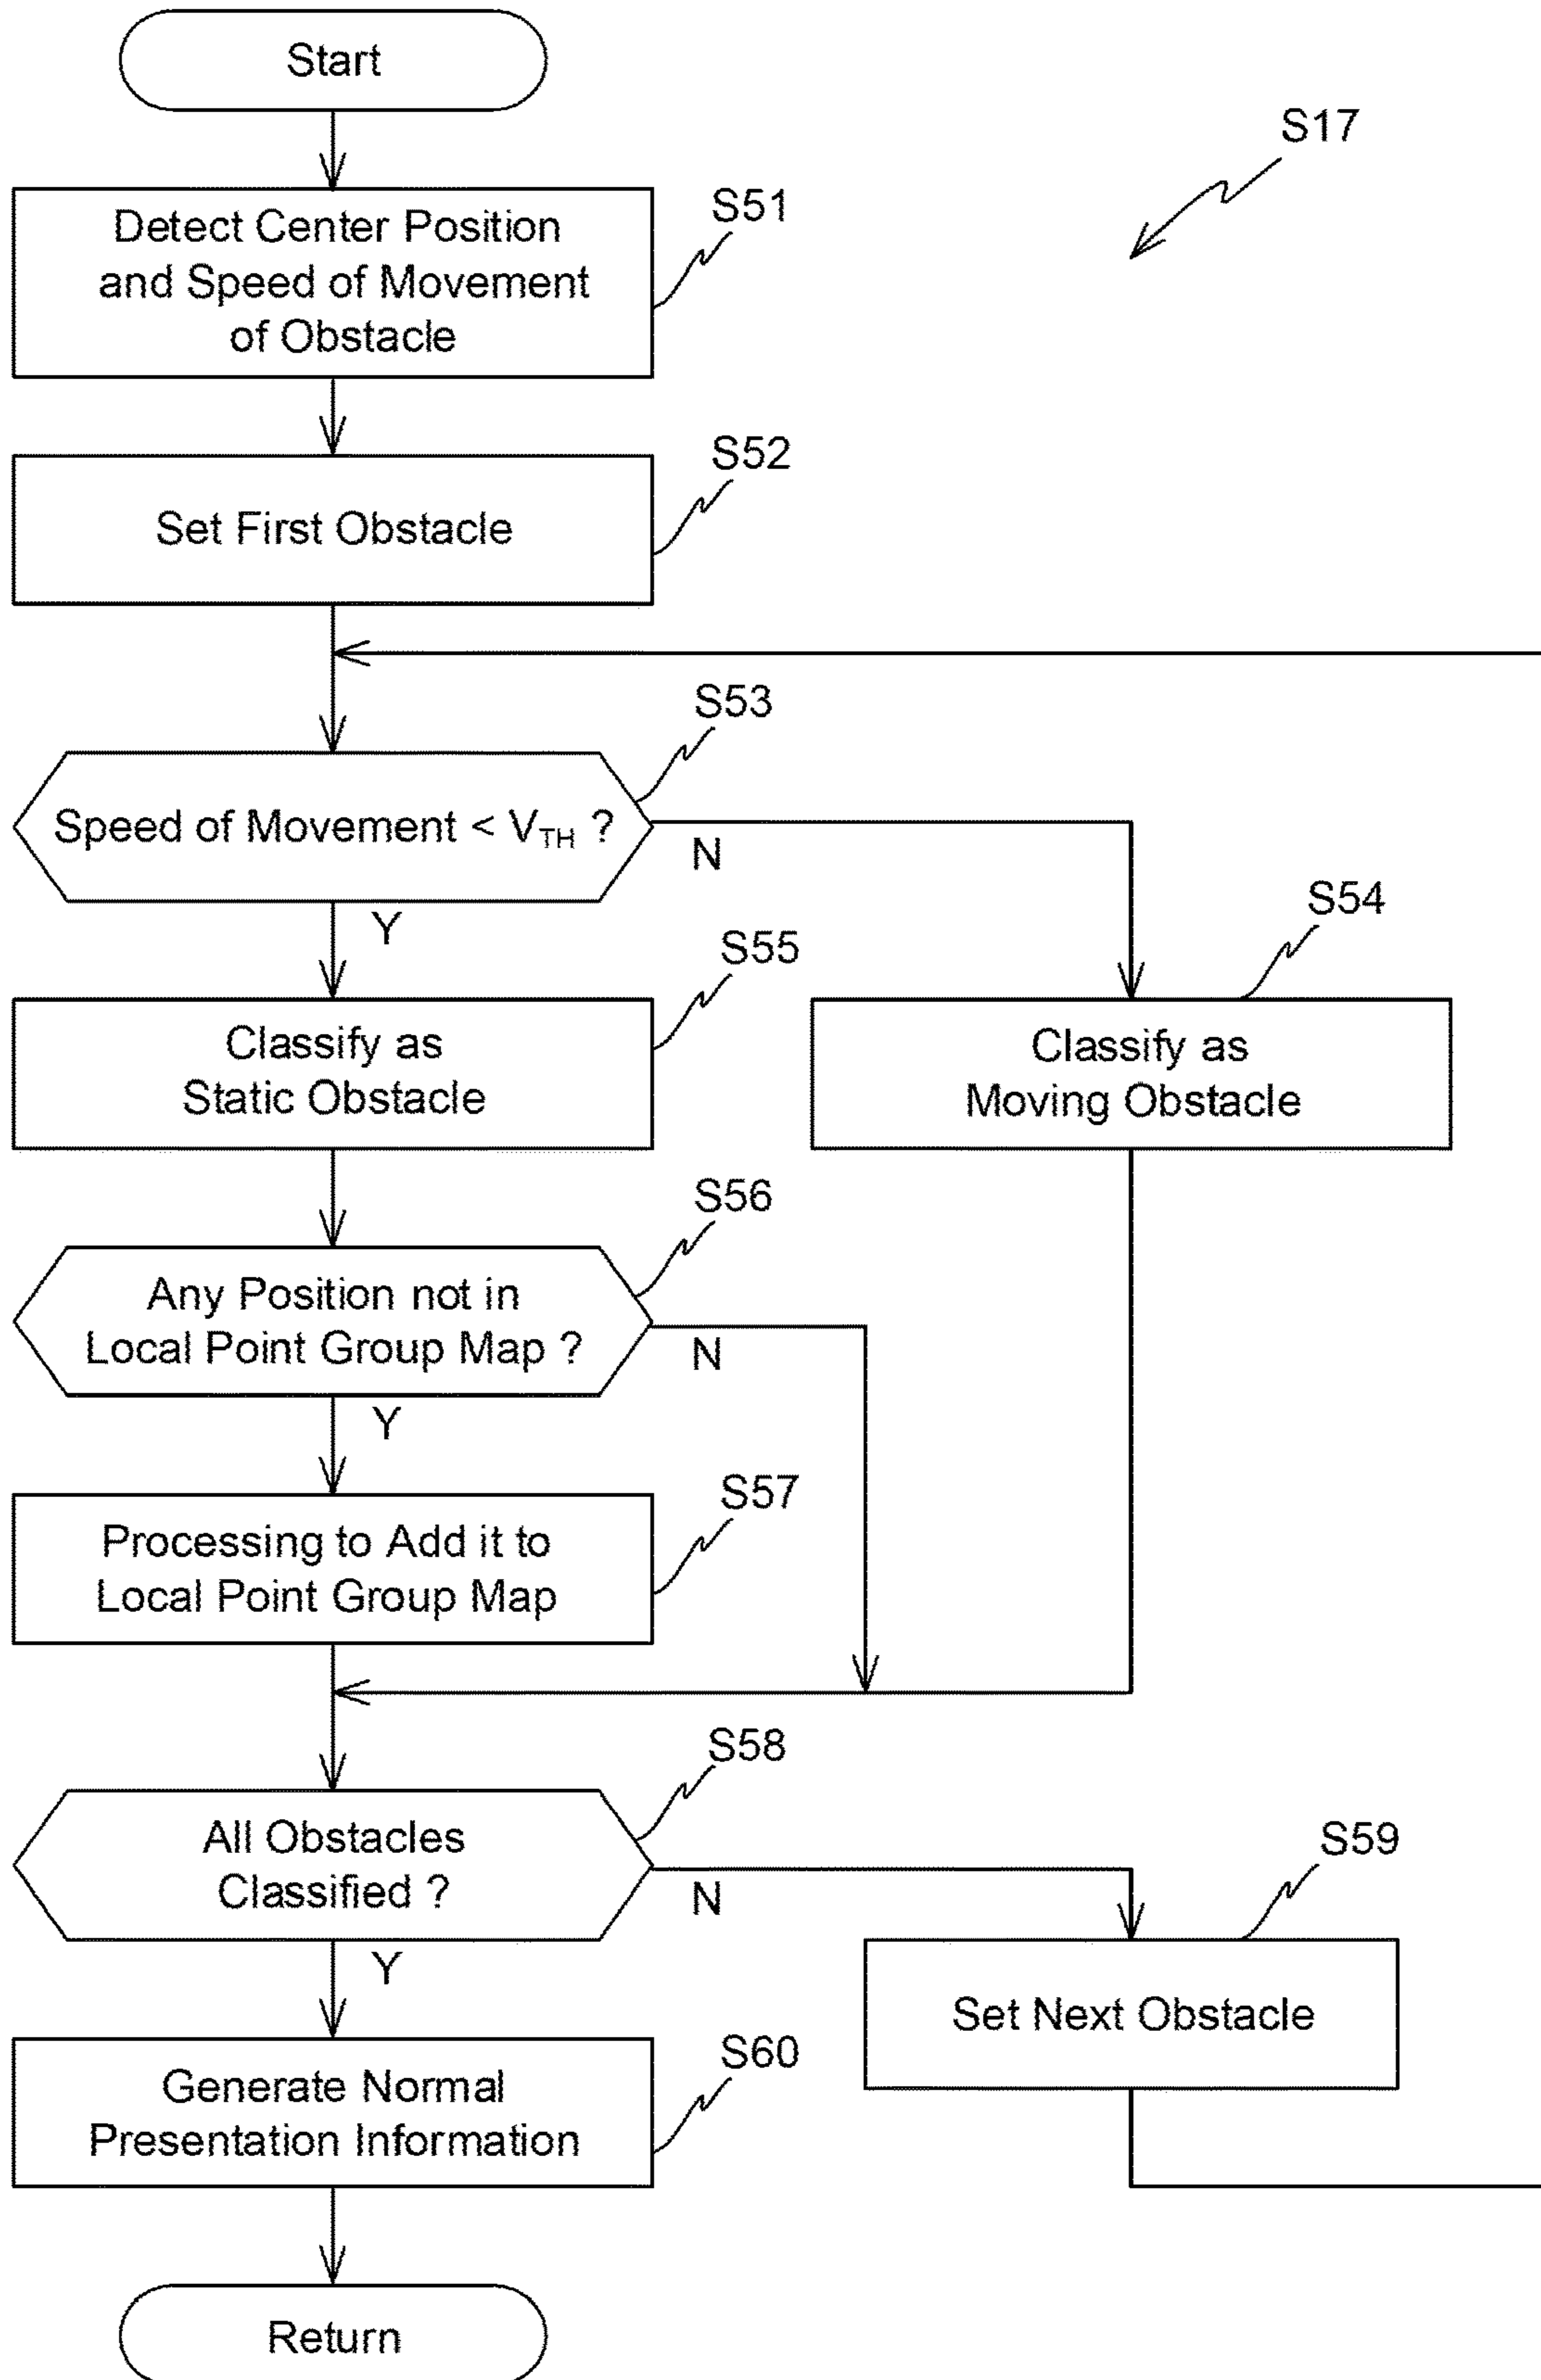 Start
S17
S51
Detect Center Position
and Speed of Movement
of Obstacle
S52
Set First Obstacle
S53
Speed of Movement < VTH ?
N
Y
S54
S55
Classify as
Static Obstacle
Classify as
Moving Obstacle
S56
Any Position not in
Local Point Group Map ?
N
Y
S57
Processing to Add it to
Local Point Group Map
S58
All Obstacles
Classified ?
N
Y
S59
Set Next Obstacle
S60
Generate Normal
Presentation Information
Return